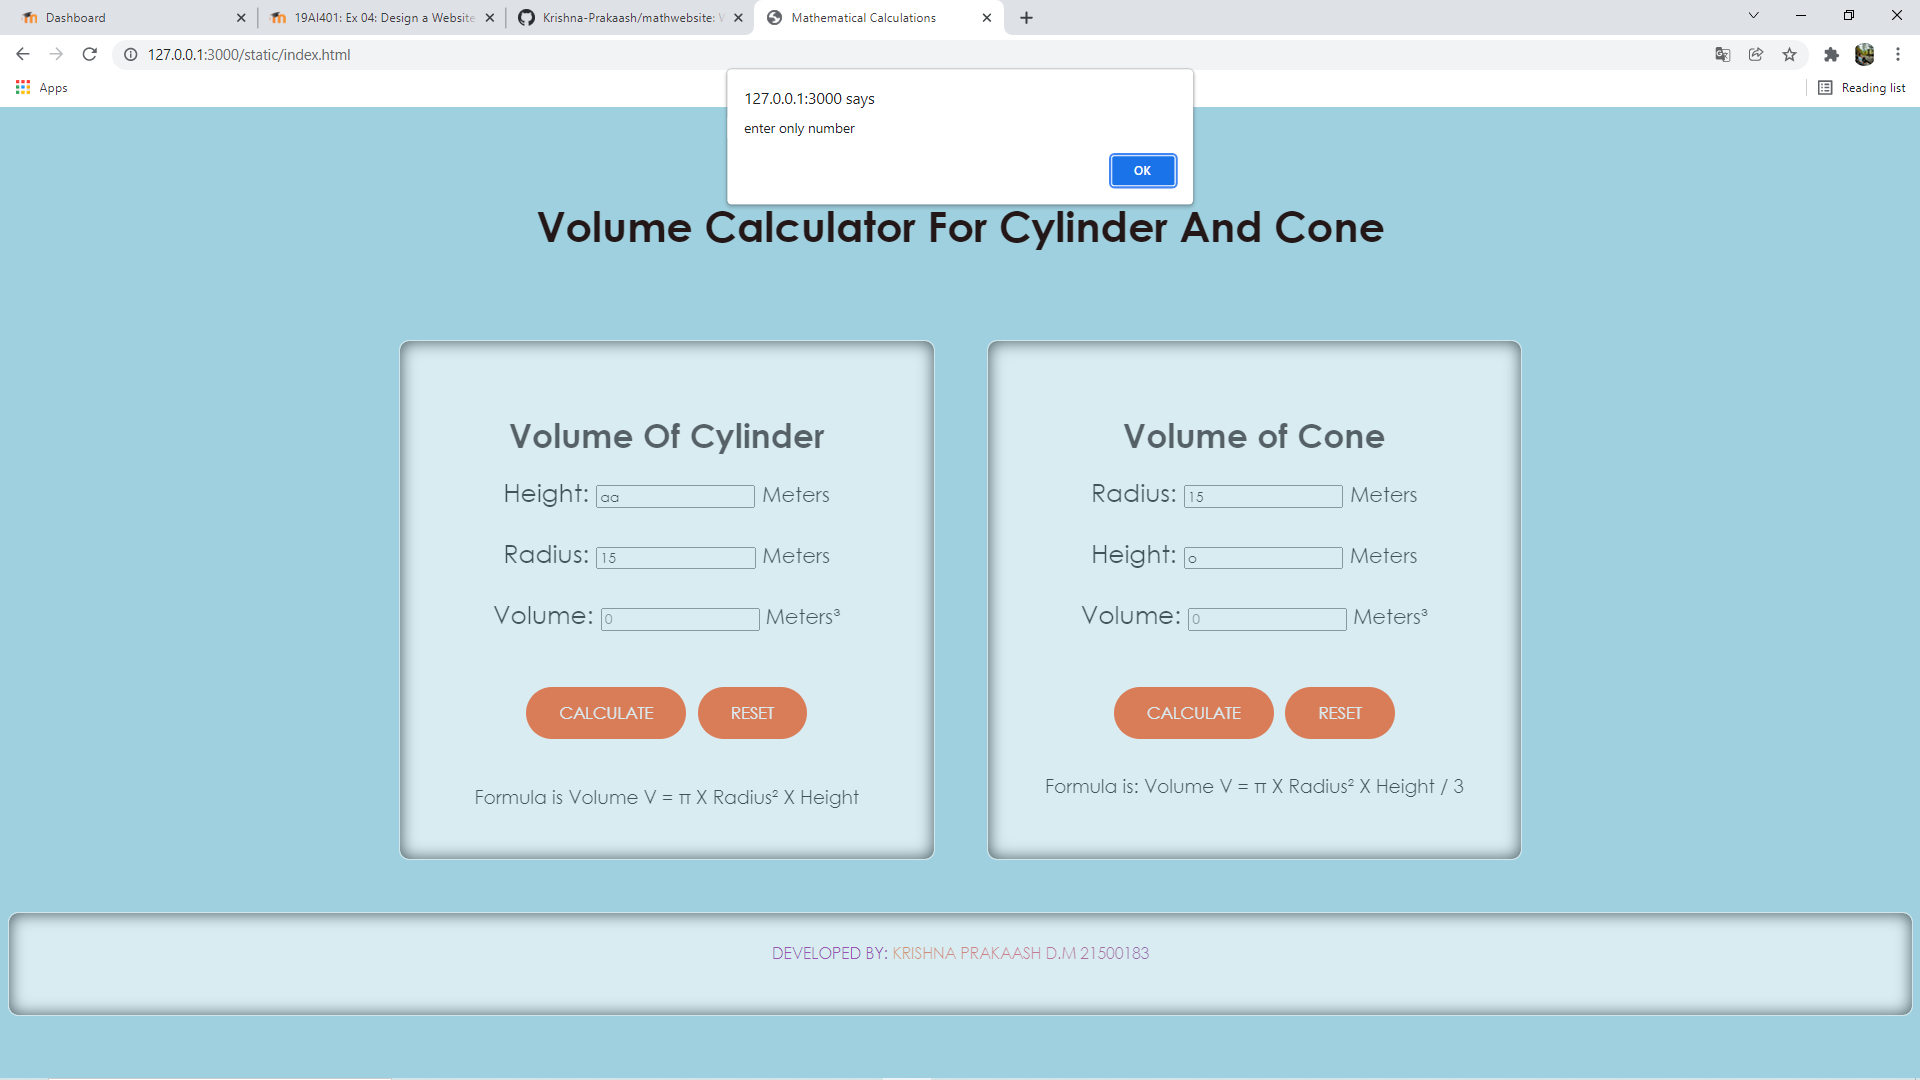 Dashboard
19AI401: Ex 04: Design a Website
Krishna-Prakaash/mathwebsite:
Mathematical Calculations
127.0.0.1:3000/static/index.html
Apps
Reading list
127.0.0.1:3000 says
enter only number
OK
Volume Calculator For Cylinder And Cone
Volume Of Cylinder
Height: aa Meters
Radius: 15 Meters
Volume: 0 Meters³
CALCULATE RESET
Formula is Volume V = π X Radius² X Height
Volume of Cone
Radius: 15 Meters
Height: o Meters
Volume: 0 Meters³
CALCULATE RESET
Formula is: Volume V = π X Radius² X Height / 3
DEVELOPED BY: KRISHNA PRAKAASH D.M 21500183